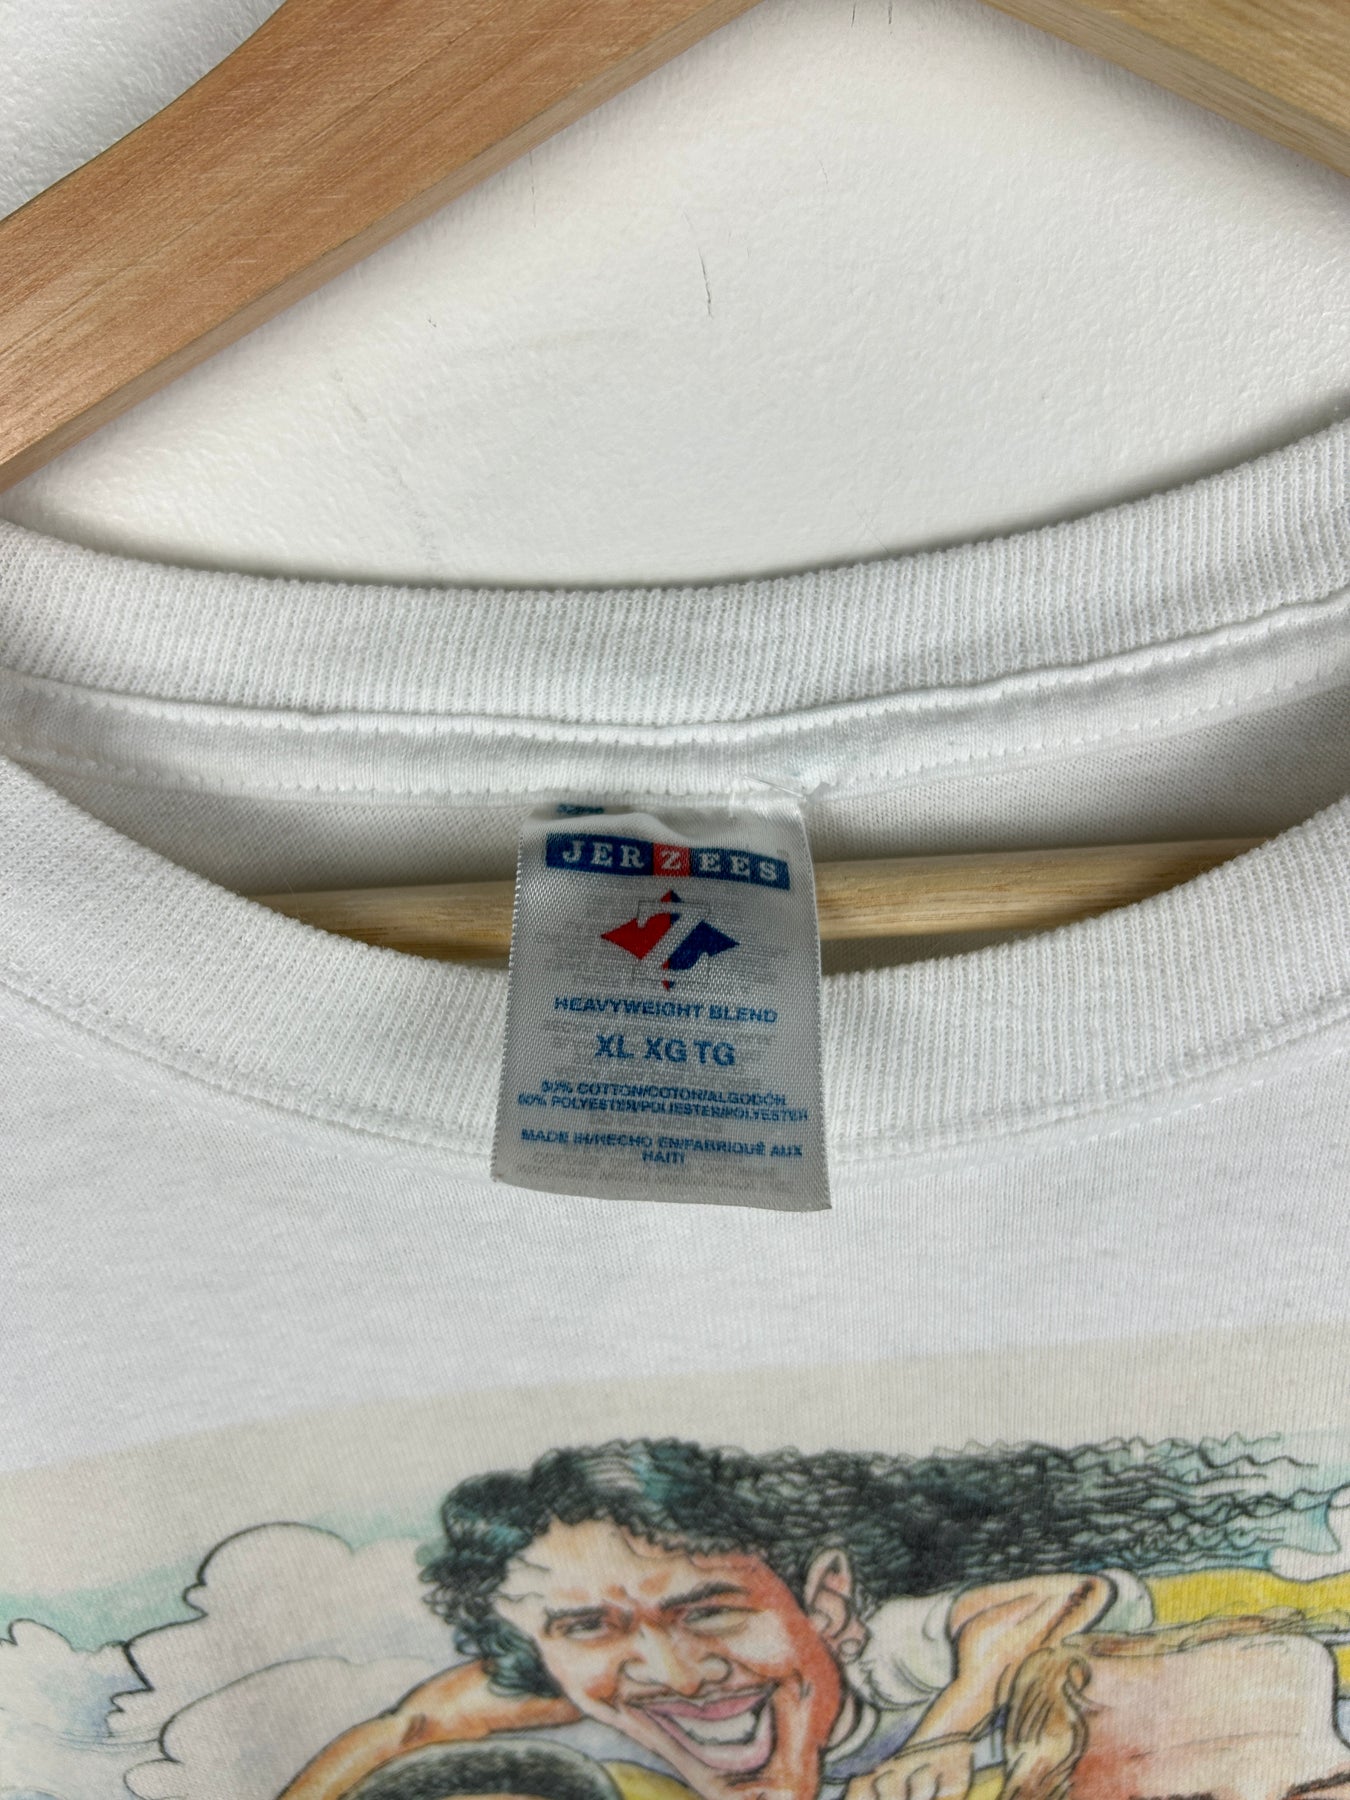 JERZEES
HEAVYWEIGHT BLEND
XL XG TG
50% COTTON/COTON/ALGODÓN
50% POLYESTER/POLIESTER/POLYESTER
MADE IN/HECHO EN/FABRIQUÉ AUX
HAITI